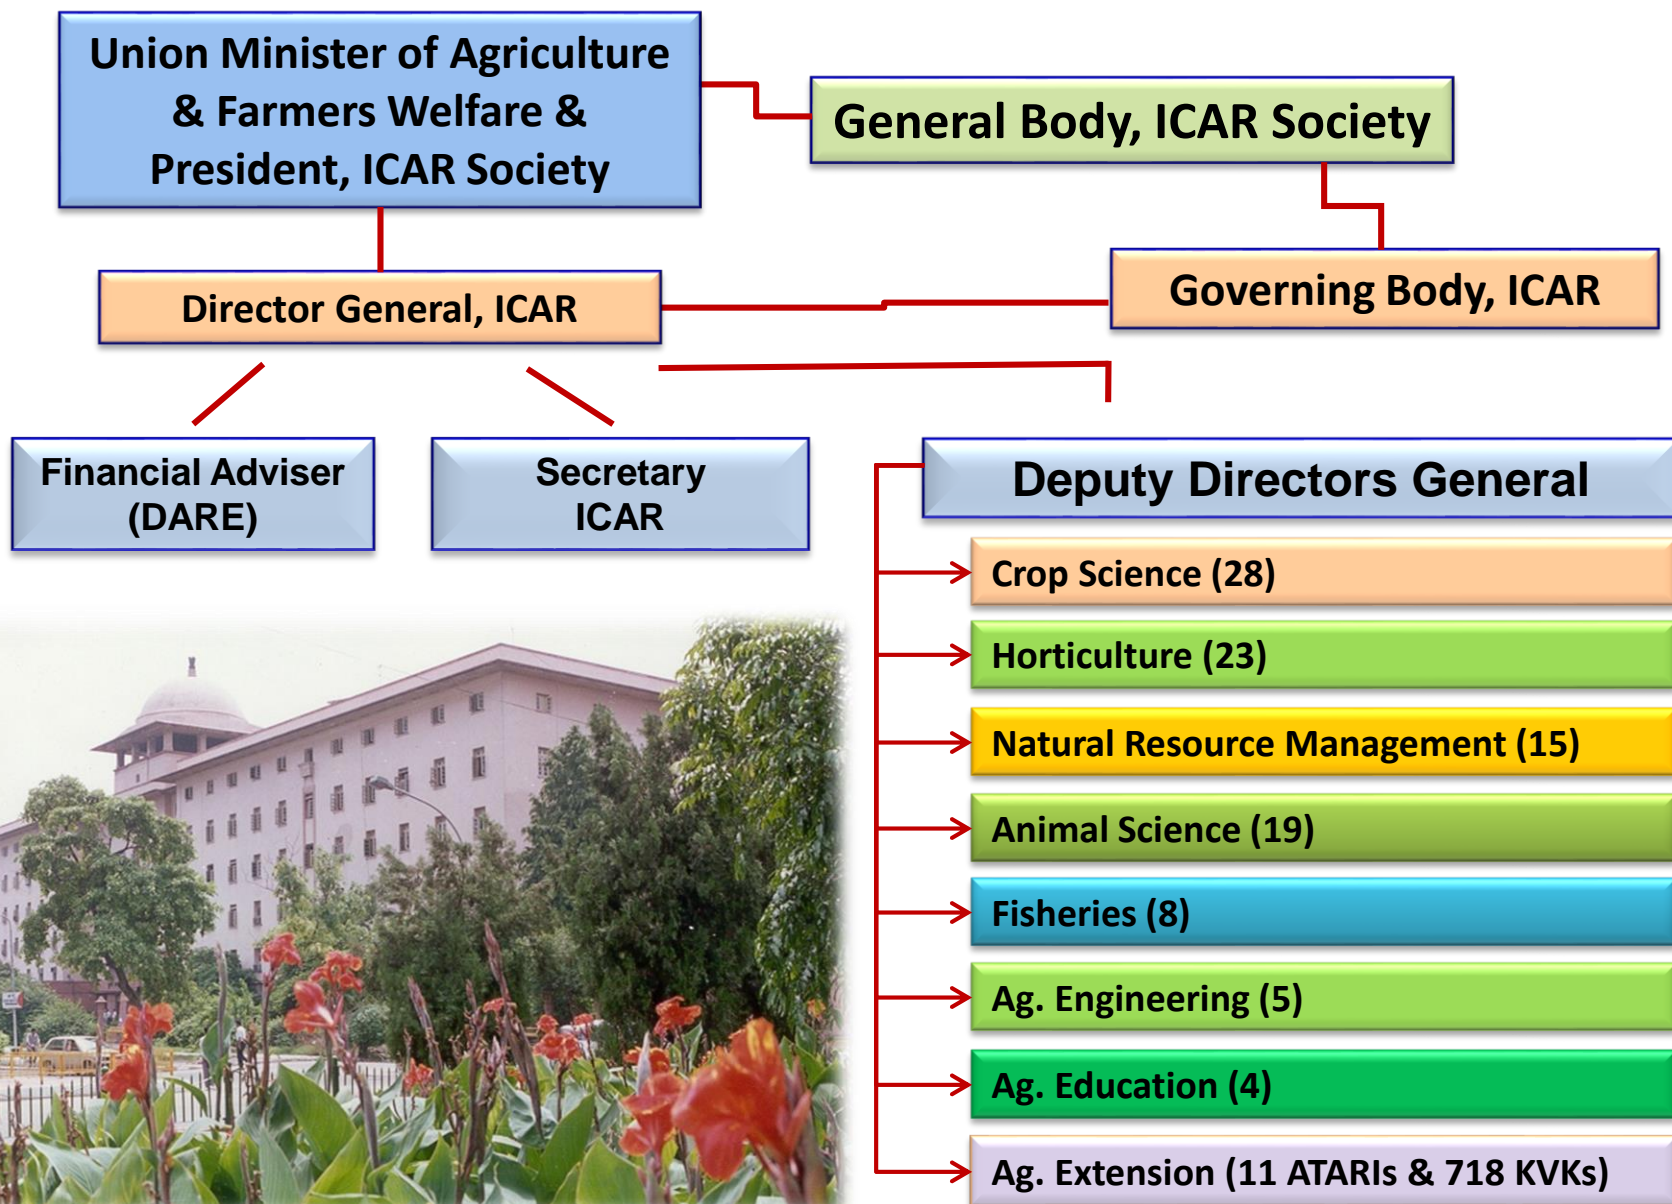 Union Minister of Agriculture
& Farmers Welfare &
President, ICAR Society
General Body, ICAR Society
Director General, ICAR
Governing Body, ICAR
Financial Adviser
(DARE)
Secretary
ICAR
Deputy Directors General
Crop Science (28)
Horticulture (23)
Natural Resource Management (15)
Animal Science (19)
Fisheries (8)
Ag. Engineering (5)
Ag. Education (4)
Ag. Extension (11 ATARIs & 718 KVKs)